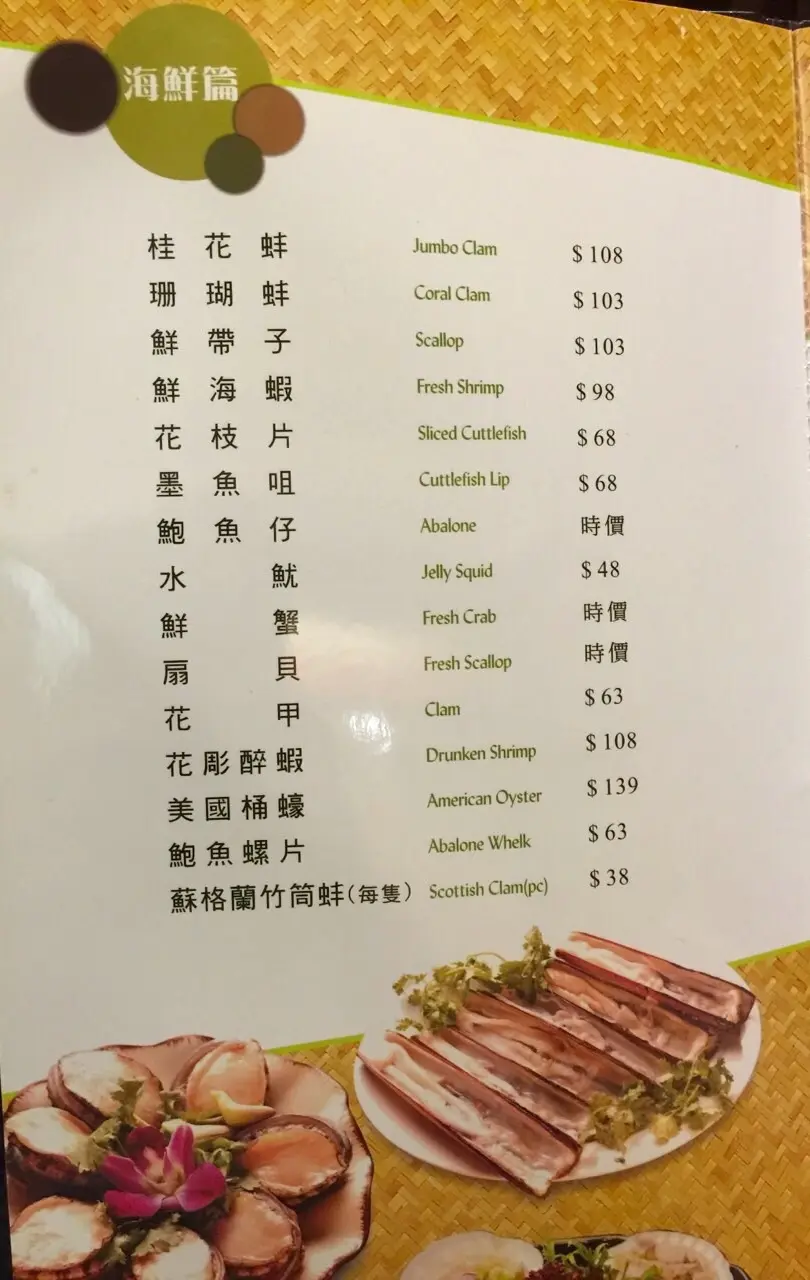 海鮮篇
桂花蚌 Jumbo Clam $ 108
珊瑚蚌 Coral Clam $ 103
鮮帶子 Scallop $ 103
鮮海蝦 Fresh Shrimp $ 98
花枝片 Sliced Cuttlefish $ 68
墨魚咀 Cuttlefish Lip $ 68
鮑魚仔 Abalone 時價
水魷 Jelly Squid $ 48
鮮蟹 Fresh Crab 時價
扇貝 Fresh Scallop 時價
花甲 Clam $ 63
花彫醉蝦 Drunken Shrimp $ 108
美國桶蠔 American Oyster $ 139
鮑魚螺片 Abalone Whelk $ 63
蘇格蘭竹筒蚌(每隻) Scottish Clam(pc) $ 38